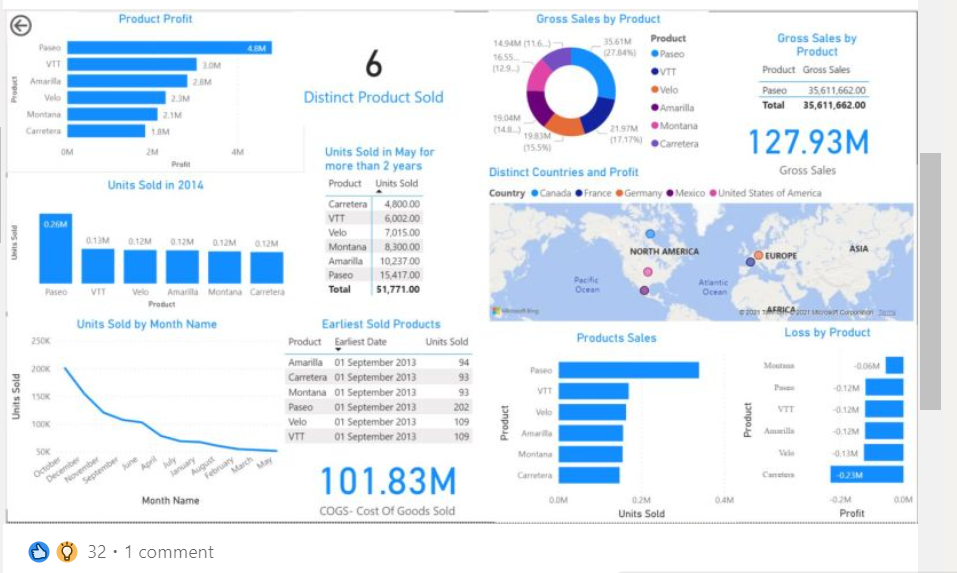 Product Profit
Product
Paseo 4.8M
VTT 3.0M
Amarilla 2.8M
Velo 2.3M
Montana 2.1M
Carretera 1.8M
0M 2M 4M
Profit
6
Distinct Product Sold
Gross Sales by Product
14.94M (11.6...)
35.61M
(27.84%)
16.55...
(12.9...)
19.04M
(14.8...)
19.83M
(15.5%)
21.97M
(17.17%)
Product
Paseo
VTT
Velo
Amarilla
Montana
Carretera
Gross Sales by
Product
Product Gross Sales
Paseo 35,611,662.00
Total 35,611,662.00
127.93M
Gross Sales
Units Sold in 2014
Units Sold
0.26M 0.13M 0.12M 0.12M 0.12M 0.12M
Paseo VTT Velo Amarilla Montana Carretera
Product
Units Sold in May for
more than 2 years
Product Units Sold
Carretera 4,800.00
VTT 6,002.00
Velo 7,015.00
Montana 8,300.00
Amarilla 10,237.00
Paseo 15,417.00
Total 51,771.00
Distinct Countries and Profit
Country Canada France Germany Mexico United States of America
NORTH AMERICA
EUROPE
ASIA
Pacific
Ocean
Atlantic
Ocean
AFRICA
Microsoft Bing
Microsoft Corporation Terms
Units Sold by Month Name
Units Sold
250K
200K
150K
100K
50K
October December November September June April July January August February March May
Month Name
Earliest Sold Products
Product Earliest Date Units Sold
Amarilla 01 September 2013 94
Carretera 01 September 2013 93
Montana 01 September 2013 93
Paseo 01 September 2013 202
Velo 01 September 2013 109
VTT 01 September 2013 109
101.83M
COGS- Cost Of Goods Sold
Products Sales
Product
Paseo
VTT
Velo
Amarilla
Montana
Carretera
0.0M 0.2M 0.4M
Units Sold
Loss by Product
Product
Montana -0.06M
Paseo -0.12M
VTT -0.12M
Amarilla -0.12M
Velo -0.13M
Carretera -0.23M
-0.2M 0.0M
Profit
32 · 1 comment